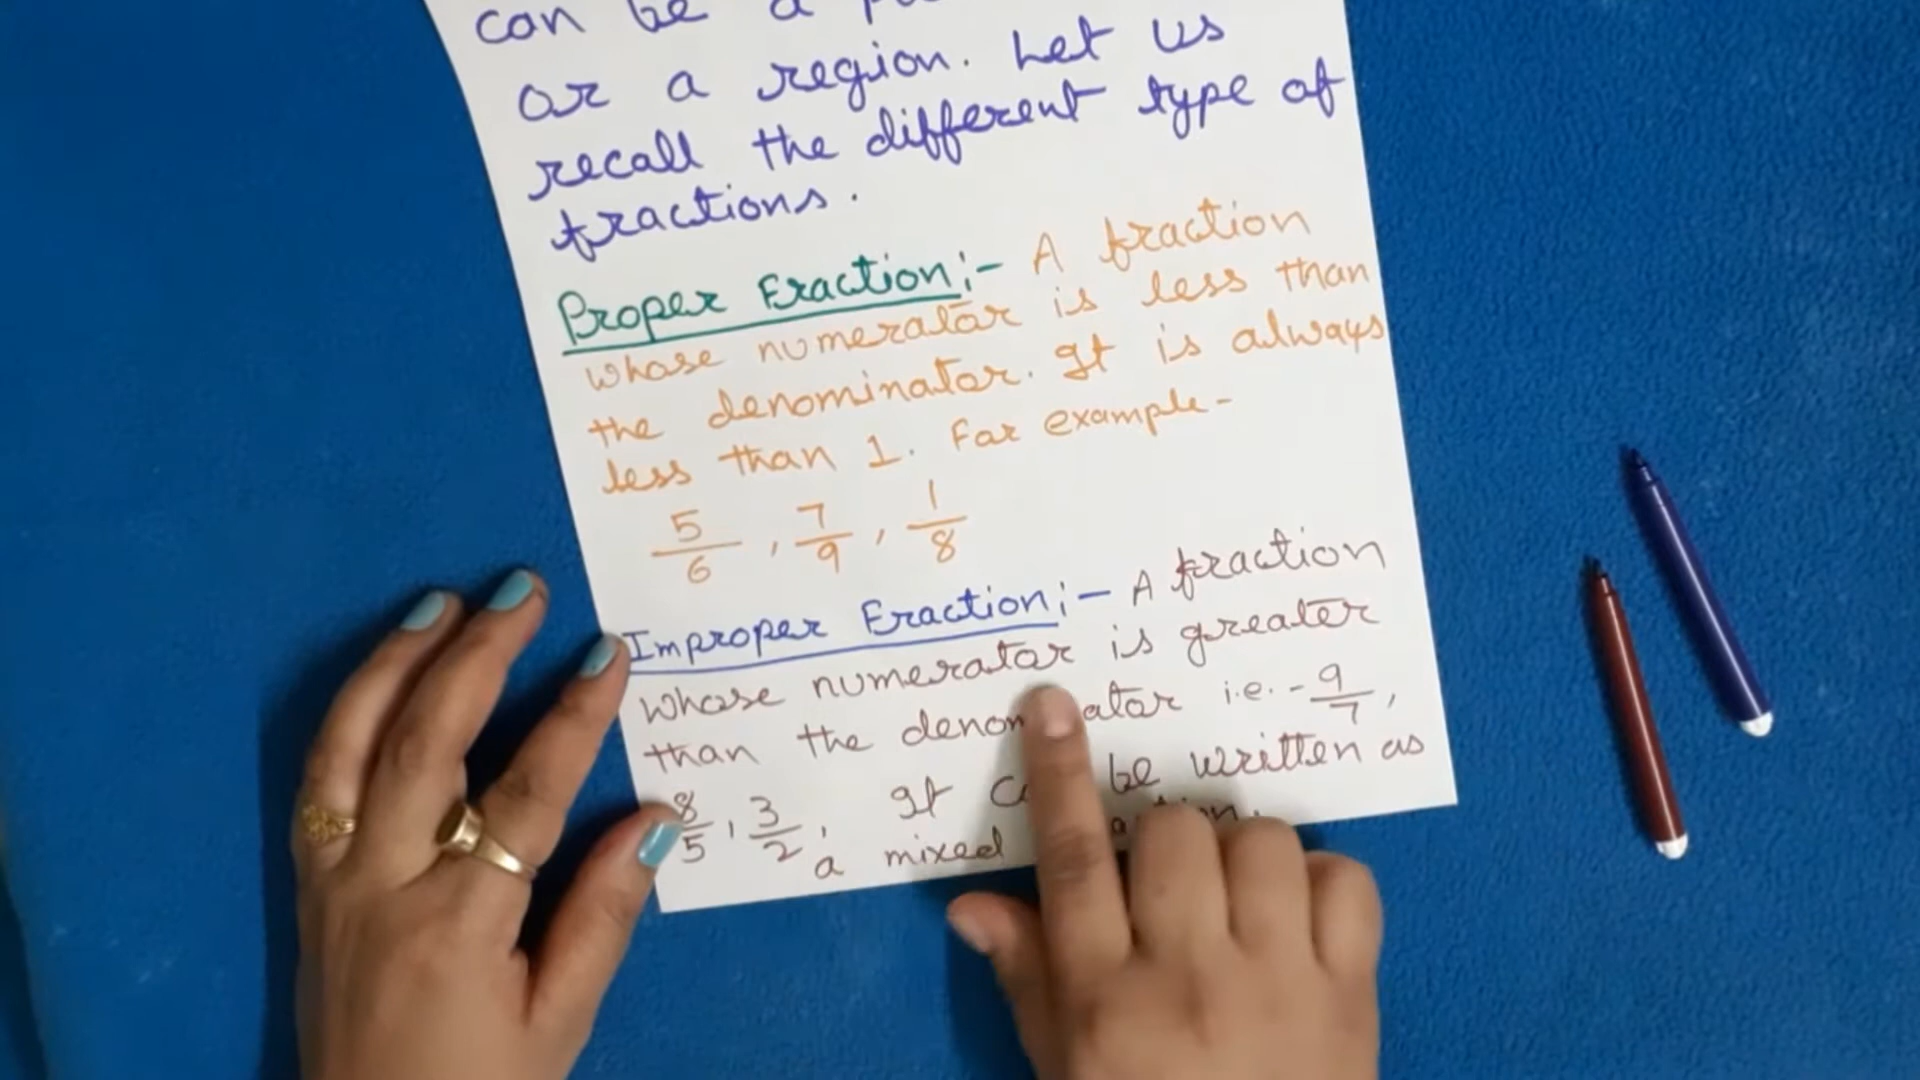 can be a
or a region. Let us
recall the different type of
fractions.
Proper Fraction:- A fraction
whose numerator is less than
the denominator. It is always
less than 1. For example-
5/6, 7/9, 1/8
Improper Fraction:- A fraction
whose numerator is greater
than the denominator i.e. - 9/7,
8/5, 3/2, It be written as
a mixed